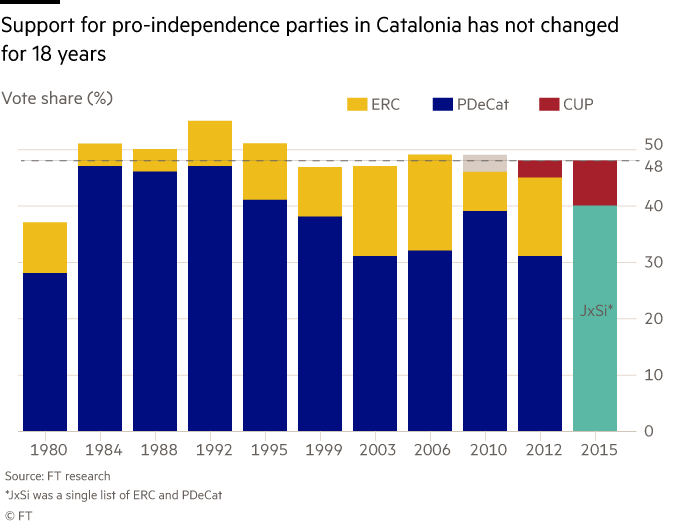 Support for pro-independence parties in Catalonia has not changed
for 18 years
Vote share (%)
ERC
PDeCat
CUP
50
48
40
30
20
10
0
JxSi*
1980
1984
1988
1992
1995
1999
2003
2006
2010
2012
2015
Source: FT research
*JxSi was a single list of ERC and PDeCat
© FT